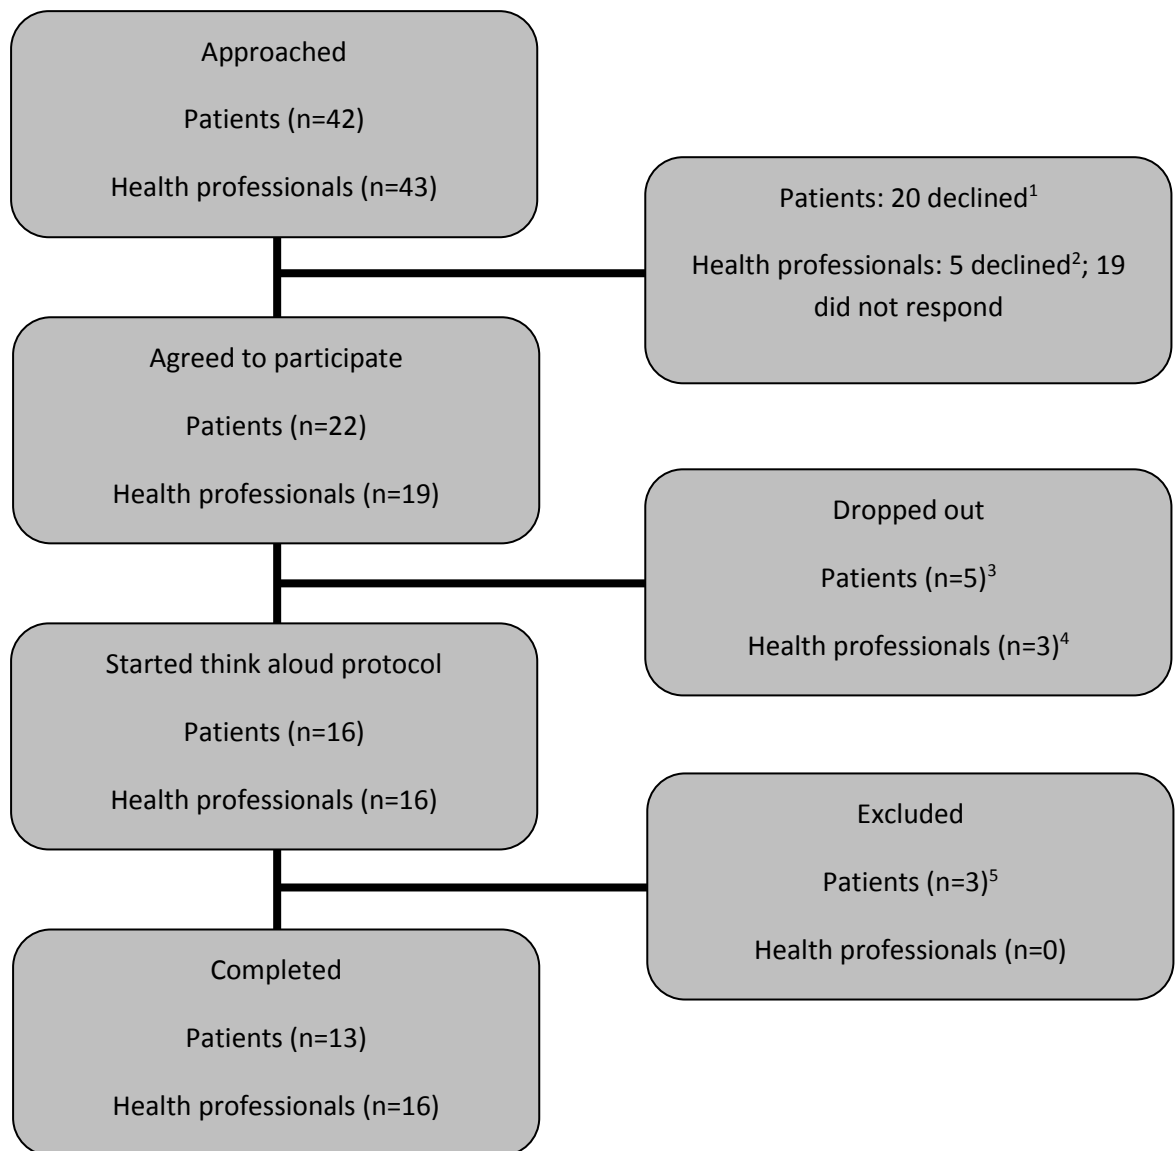 Approached
Patients (n=42)
Health professionals (n=43)
Patients: 20 declined¹
Health professionals: 5 declined²; 19
did not respond
Agreed to participate
Patients (n=22)
Health professionals (n=19)
Dropped out
Patients (n=5)³
Health professionals (n=3)⁴
Started think aloud protocol
Patients (n=16)
Health professionals (n=16)
Excluded
Patients (n=3)⁵
Health professionals (n=0)
Completed
Patients (n=13)
Health professionals (n=16)